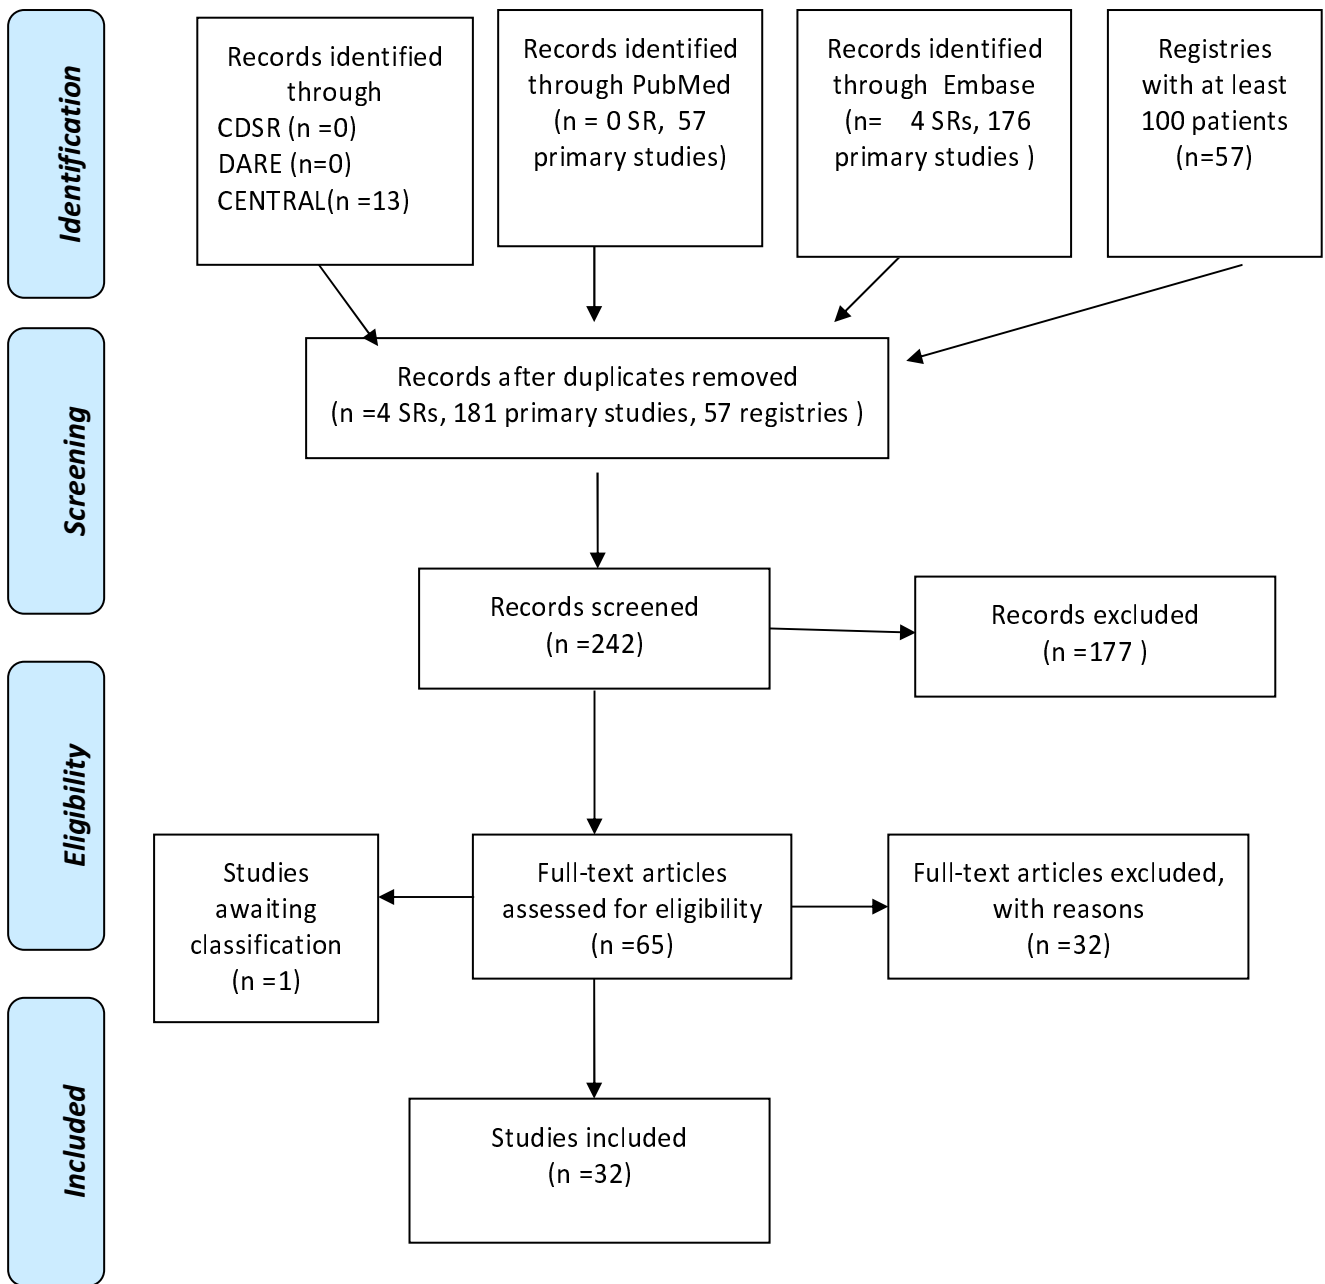 Identification
Records identified
through
CDSR (n =0)
DARE (n=0)
CENTRAL(n =13)
Records identified
through PubMed
(n = 0 SR, 57
primary studies)
Records identified
through Embase
(n= 4 SRs, 176
primary studies )
Registries
with at least
100 patients
(n=57)
Screening
Records after duplicates removed
(n =4 SRs, 181 primary studies, 57 registries )
Records screened
(n =242)
Records excluded
(n =177 )
Eligibility
Studies
awaiting
classification
(n =1)
Full-text articles
assessed for eligibility
(n =65)
Full-text articles excluded,
with reasons
(n =32)
Included
Studies included
(n =32)